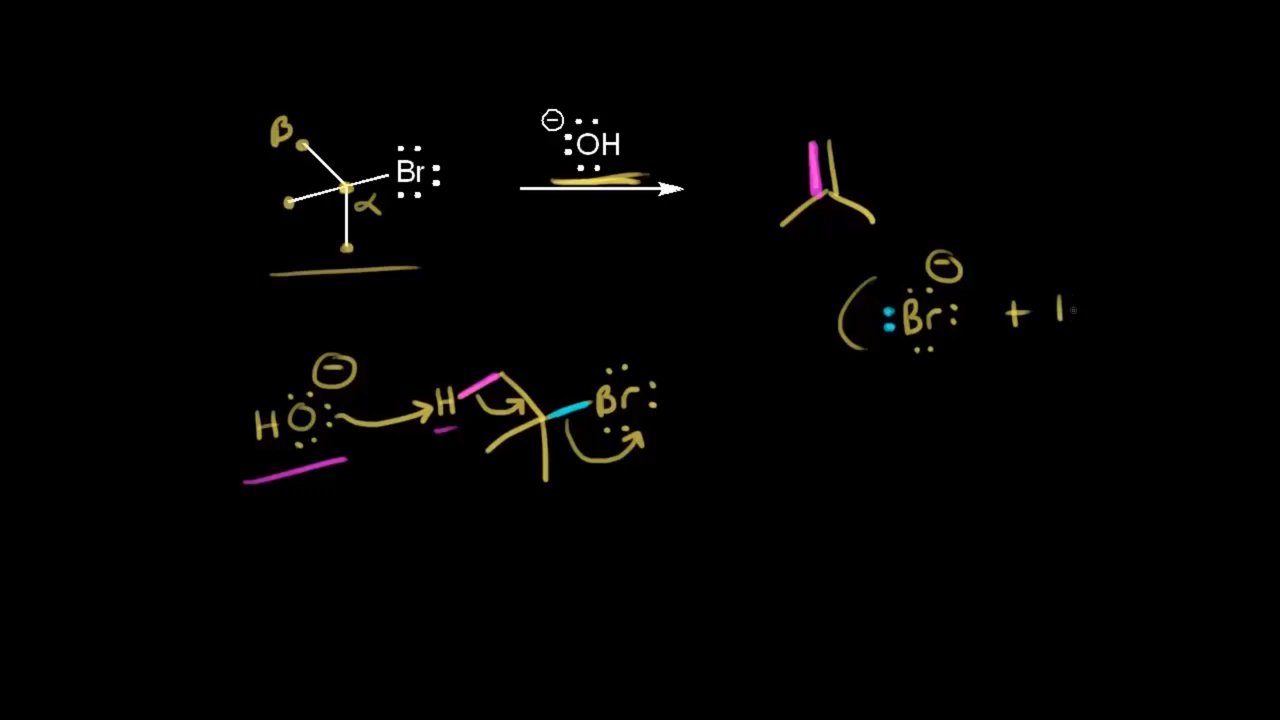 β
α
Br
⊖
OH
⊖
( Br +
⊖
HO H Br